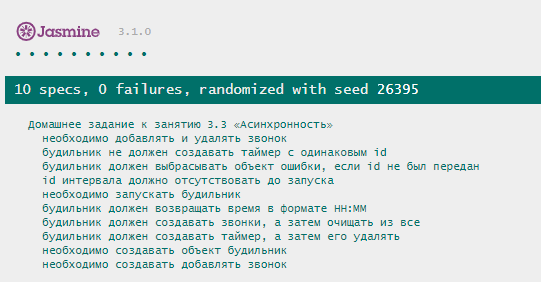 Jasmine 3.1.0
• • • • • • • • • •
10 specs, 0 failures, randomized with seed 26395
Домашнее задание к занятию 3.3 «Асинхронность»
необходимо добавлять и удалять звонок
будильник не должен создавать таймер с одинаковым id
будильник должен выбрасывать объект ошибки, если id не был передан
id интервала должно отсутствовать до запуска
необходимо запускать будильник
будильник должен возвращать время в формате HH:MM
будильник должен создавать звонки, а затем очищать из все
будильник должен создавать таймер, а затем его удалять
необходимо создавать объект будильник
необходимо создавать добавлять звонок